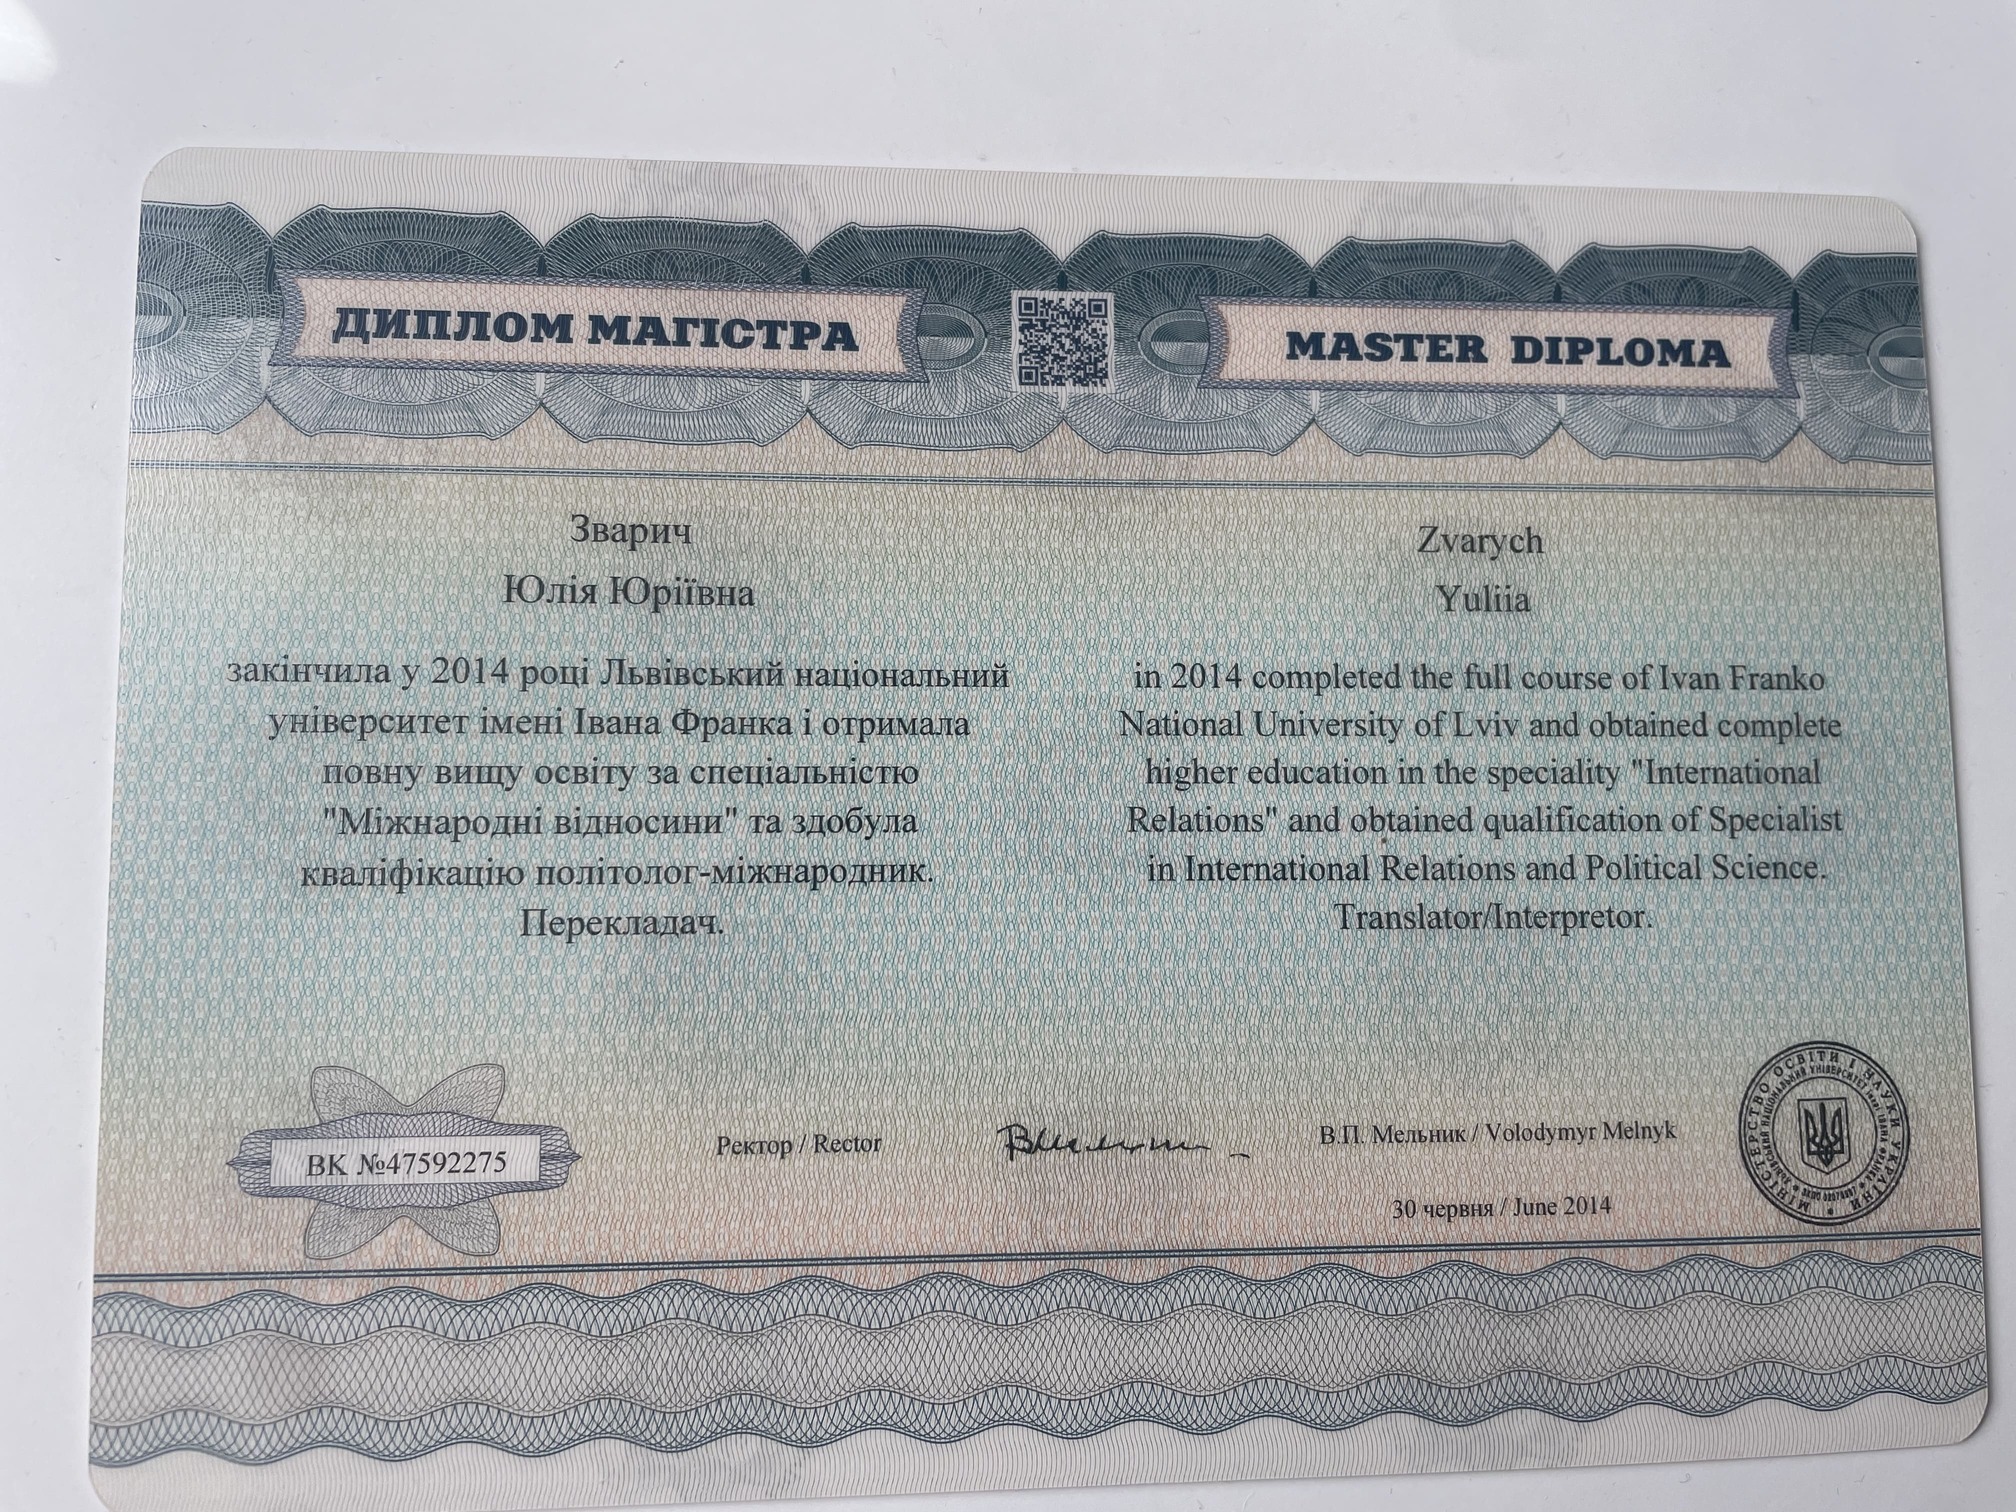 ДИПЛОМ МАГІСТРА
MASTER DIPLOMA
Зварич
Юлія Юріївна
закінчила у 2014 році Львівський національний
університет імені Івана Франка і отримала
повну вищу освіту за спеціальністю
"Міжнародні відносини" та здобула
кваліфікацію політолог-міжнародник.
Перекладач.
Zvarych
Yuliia
in 2014 completed the full course of Ivan Franko
National University of Lviv and obtained complete
higher education in the speciality "International
Relations" and obtained qualification of Specialist
in International Relations and Political Science.
Translator/Interpretor.
ВК №47592275
Ректор / Rector
В.П. Мельник / Volodymyr Melnyk
30 червня / June 2014
МІНІСТЕРСТВО ОСВІТИ І НАУКИ УКРАЇНИ